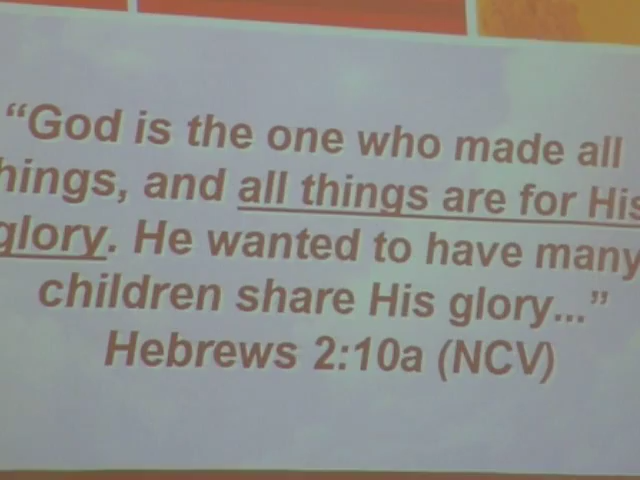 “God is the one who made all
hings, and all things are for His
glory. He wanted to have many
children share His glory...”
Hebrews 2:10a (NCV)